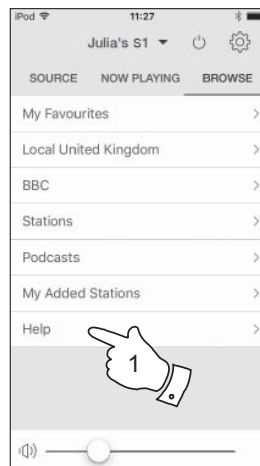 iPod 11:27
Julia's S1
SOURCE NOW PLAYING BROWSE
My Favourites
Local United Kingdom
BBC
Stations
Podcasts
My Added Stations
Help
1